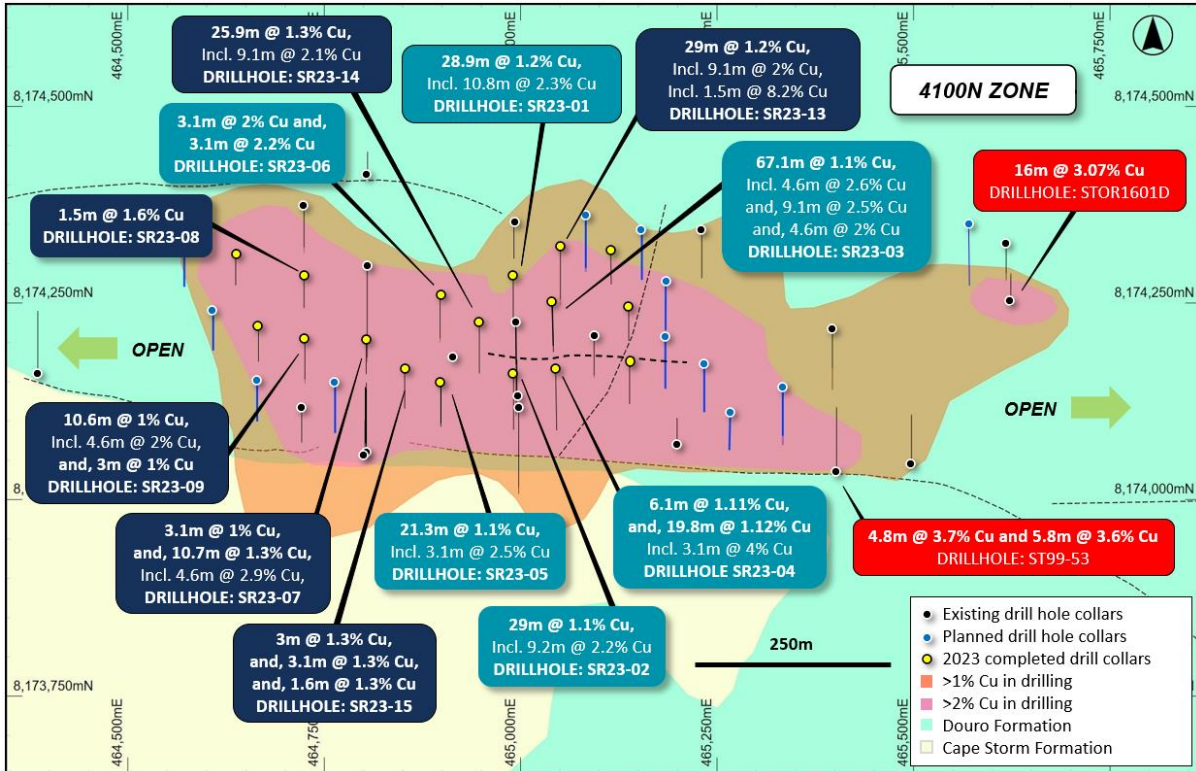 464,500mE
465,000mE
465,500mE
465,750mE
8,174,500mN
8,174,500mN
4100N ZONE
25.9m @ 1.3% Cu,
Incl. 9.1m @ 2.1% Cu
DRILLHOLE: SR23-14
28.9m @ 1.2% Cu,
Incl. 10.8m @ 2.3% Cu
DRILLHOLE: SR23-01
29m @ 1.2% Cu,
Incl. 9.1m @ 2% Cu,
Incl. 1.5m @ 8.2% Cu
DRILLHOLE: SR23-13
3.1m @ 2% Cu and,
3.1m @ 2.2% Cu
DRILLHOLE: SR23-06
67.1m @ 1.1% Cu,
Incl. 4.6m @ 2.6% Cu
and, 9.1m @ 2.5% Cu
and, 4.6m @ 2% Cu
DRILLHOLE: SR23-03
16m @ 3.07% Cu
DRILLHOLE: STOR1601D
1.5m @ 1.6% Cu
DRILLHOLE: SR23-08
8,174,250mN
8,174,250mN
OPEN
OPEN
10.6m @ 1% Cu,
Incl. 4.6m @ 2% Cu,
and, 3m @ 1% Cu
DRILLHOLE: SR23-09
8,174,000mN
3.1m @ 1% Cu,
and, 10.7m @ 1.3% Cu,
Incl. 4.6m @ 2.9% Cu,
DRILLHOLE: SR23-07
21.3m @ 1.1% Cu,
Incl. 3.1m @ 2.5% Cu
DRILLHOLE: SR23-05
6.1m @ 1.11% Cu,
and, 19.8m @ 1.12% Cu
Incl. 3.1m @ 4% Cu
DRILLHOLE SR23-04
4.8m @ 3.7% Cu and 5.8m @ 3.6% Cu
DRILLHOLE: ST99-53
3m @ 1.3% Cu,
and, 3.1m @ 1.3% Cu,
and, 1.6m @ 1.3% Cu
DRILLHOLE: SR23-15
29m @ 1.1% Cu,
Incl. 9.2m @ 2.2% Cu
DRILLHOLE: SR23-02
250m
Existing drill hole collars
Planned drill hole collars
2023 completed drill collars
>1% Cu in drilling
>2% Cu in drilling
Douro Formation
Cape Storm Formation
8,173,750mN
464,500mE
464,750mE
465,000mE
465,250mE
465,500mE
465,750mE